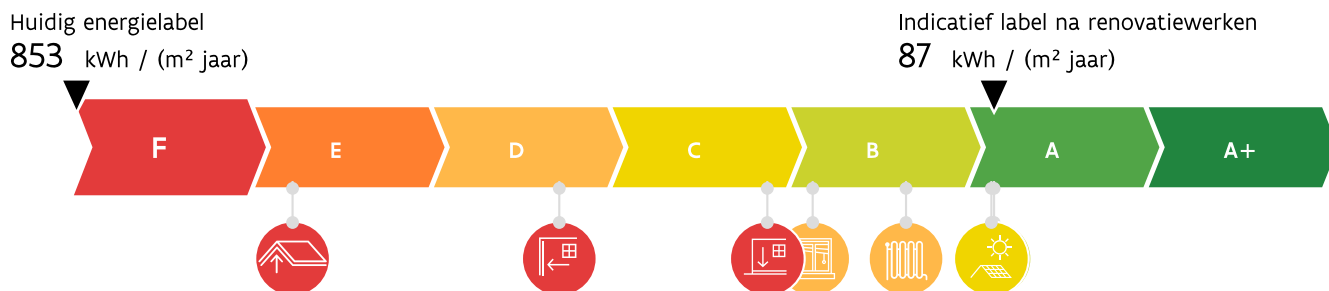 Huidig energielabel
853 kWh / (m² jaar)
Indicatief label na renovatiewerken
87 kWh / (m² jaar)
F E D C B A A+